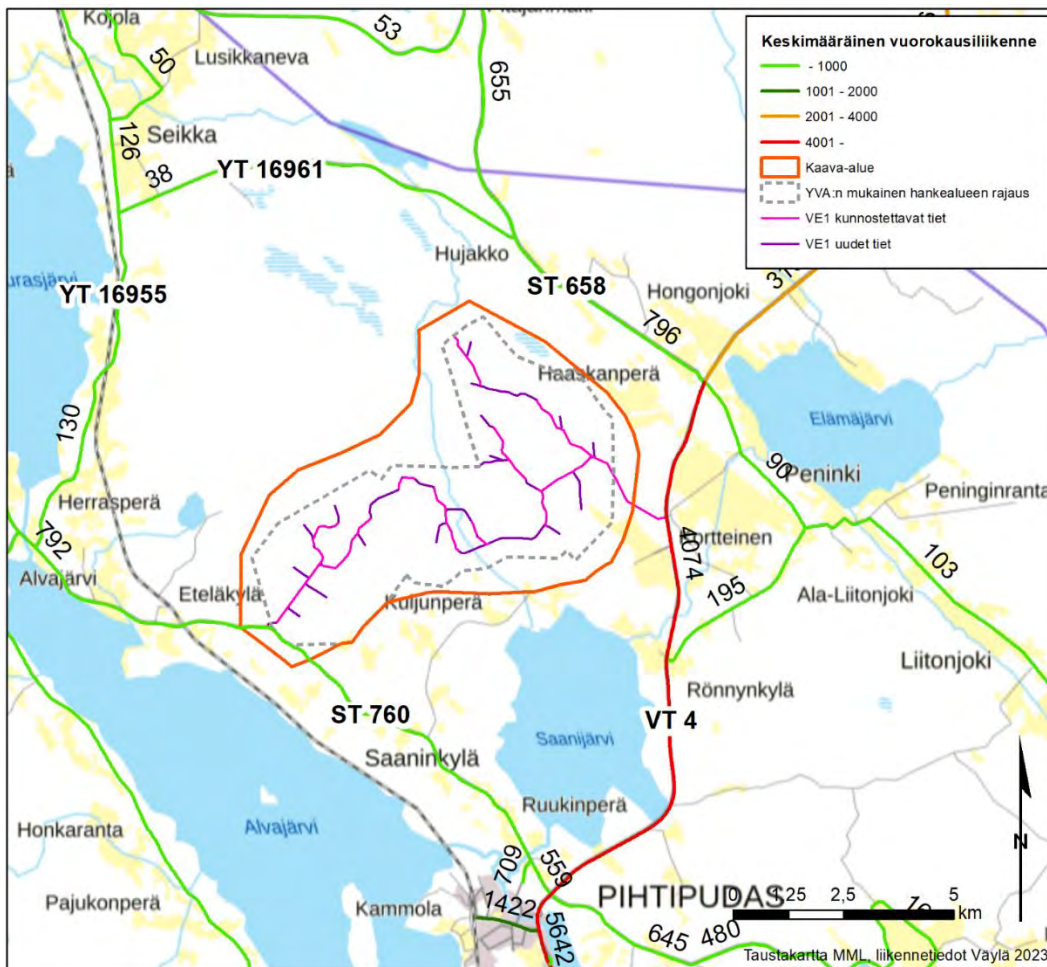 Kojola
53
Lusikkaneva
50
655
Seikka
126
38
YT 16961
Hujakko
ST 658
Hongonjoki
YT 16955
796
Haaskanperä
Elämäjärvi
130
90
Peninki
Peninginranta
Herrasperä
792
4074
103
Alvajärvi
Eteläkylä
Kuljunperä
195
Ala-Liitonjoki
Liitonjoki
Rönnynkylä
ST 760
VT 4
Saanijärvi
Saaninkylä
Ruukinperä
Honkaranta
Alvajärvi
709
559
PIHTIPUDAS
Pajukonperä
Kammola
1422
5642
645
480
Keskimääräinen vuorokausiliikenne
- 1000
1001 - 2000
2001 - 4000
4001 -
Kaava-alue
YVA:n mukainen hankealueen rajaus
VE1 kunnostettavat tiet
VE1 uudet tiet
N
0 1,25 2,5 5
km
Taustakartta MML, liikennetiedot Väylä 2023